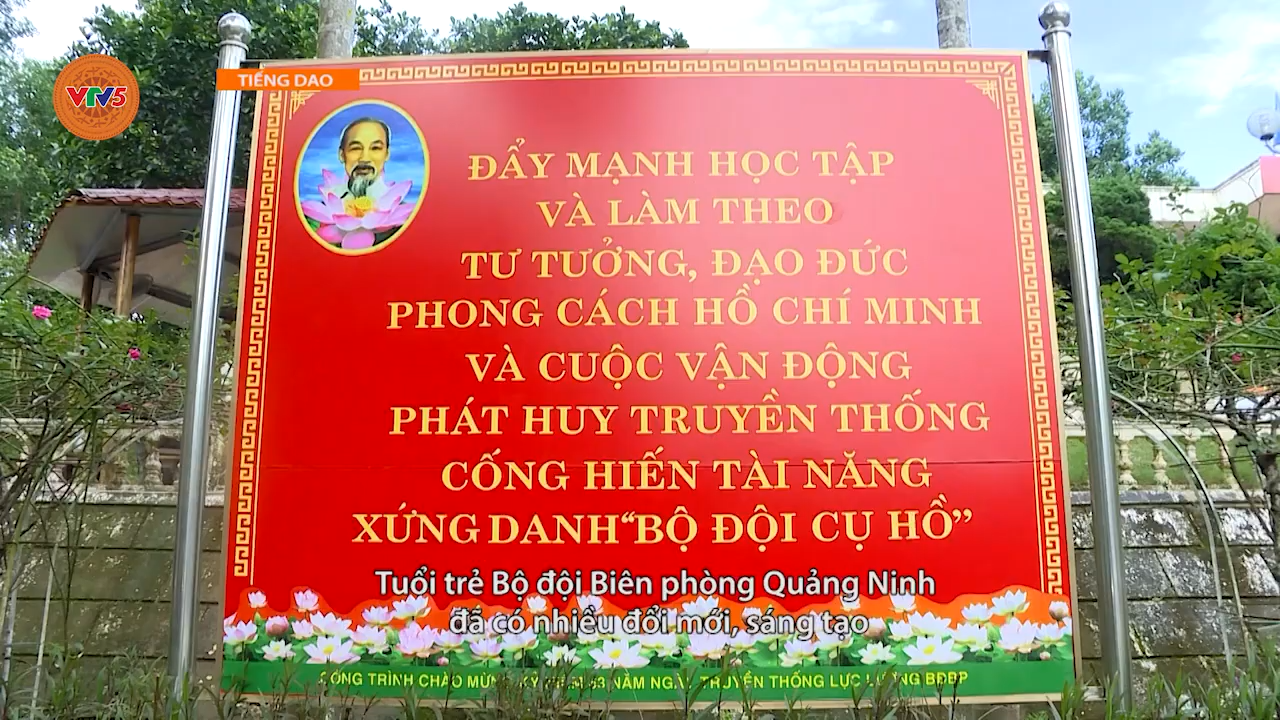 VTV5
TIẾNG DAO
ĐẨY MẠNH HỌC TẬP
VÀ LÀM THEO
TƯ TƯỞNG, ĐẠO ĐỨC
PHONG CÁCH HỒ CHÍ MINH
VÀ CUỘC VẬN ĐỘNG
PHÁT HUY TRUYỀN THỐNG
CỐNG HIẾN TÀI NĂNG
XỨNG DANH“BỘ ĐỘI CỤ HỒ”
Tuổi trẻ Bộ đội Biên phòng Quảng Ninh
đã có nhiều đổi mới, sáng tạo
CÔNG TRÌNH CHÀO MỪNG KỶ NIỆM 63 NĂM NGÀY TRUYỀN THỐNG LỰC LƯỢNG BĐBP